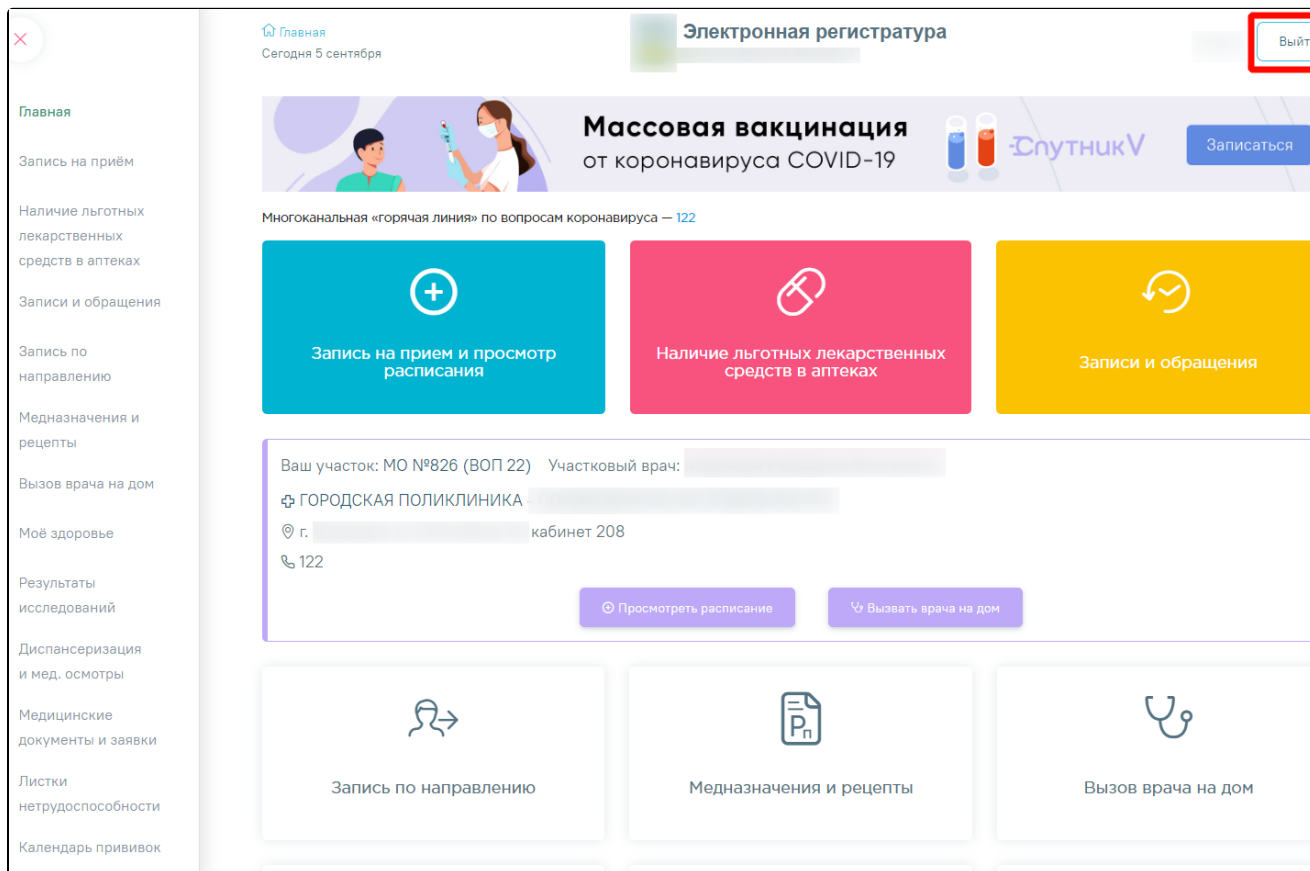 Главная
Сегодня 5 сентября
Электронная регистратура
Выйт
Главная
Запись на приём
Наличие льготных
лекарственных
средств в аптеках
Записи и обращения
Запись по
направлению
Медназначения и
рецепты
Вызов врача на дом
Моё здоровье
Результаты
исследований
Диспансеризация
и мед. осмотры
Медицинские
документы и заявки
Листки
нетрудоспособности
Календарь прививок
Массовая вакцинация
от коронавируса COVID-19
Спутник V
Записаться
Многоканальная «горячая линия» по вопросам коронавируса — 122
Запись на прием и просмотр
расписания
Наличие льготных лекарственных
средств в аптеках
Записи и обращения
Ваш участок: МО №826 (ВОП 22) Участковый врач:
ГОРОДСКАЯ ПОЛИКЛИНИКА -
г. кабинет 208
122
Просмотреть расписание
Вызвать врача на дом
Запись по направлению
Рп
Медназначения и рецепты
Вызов врача на дом